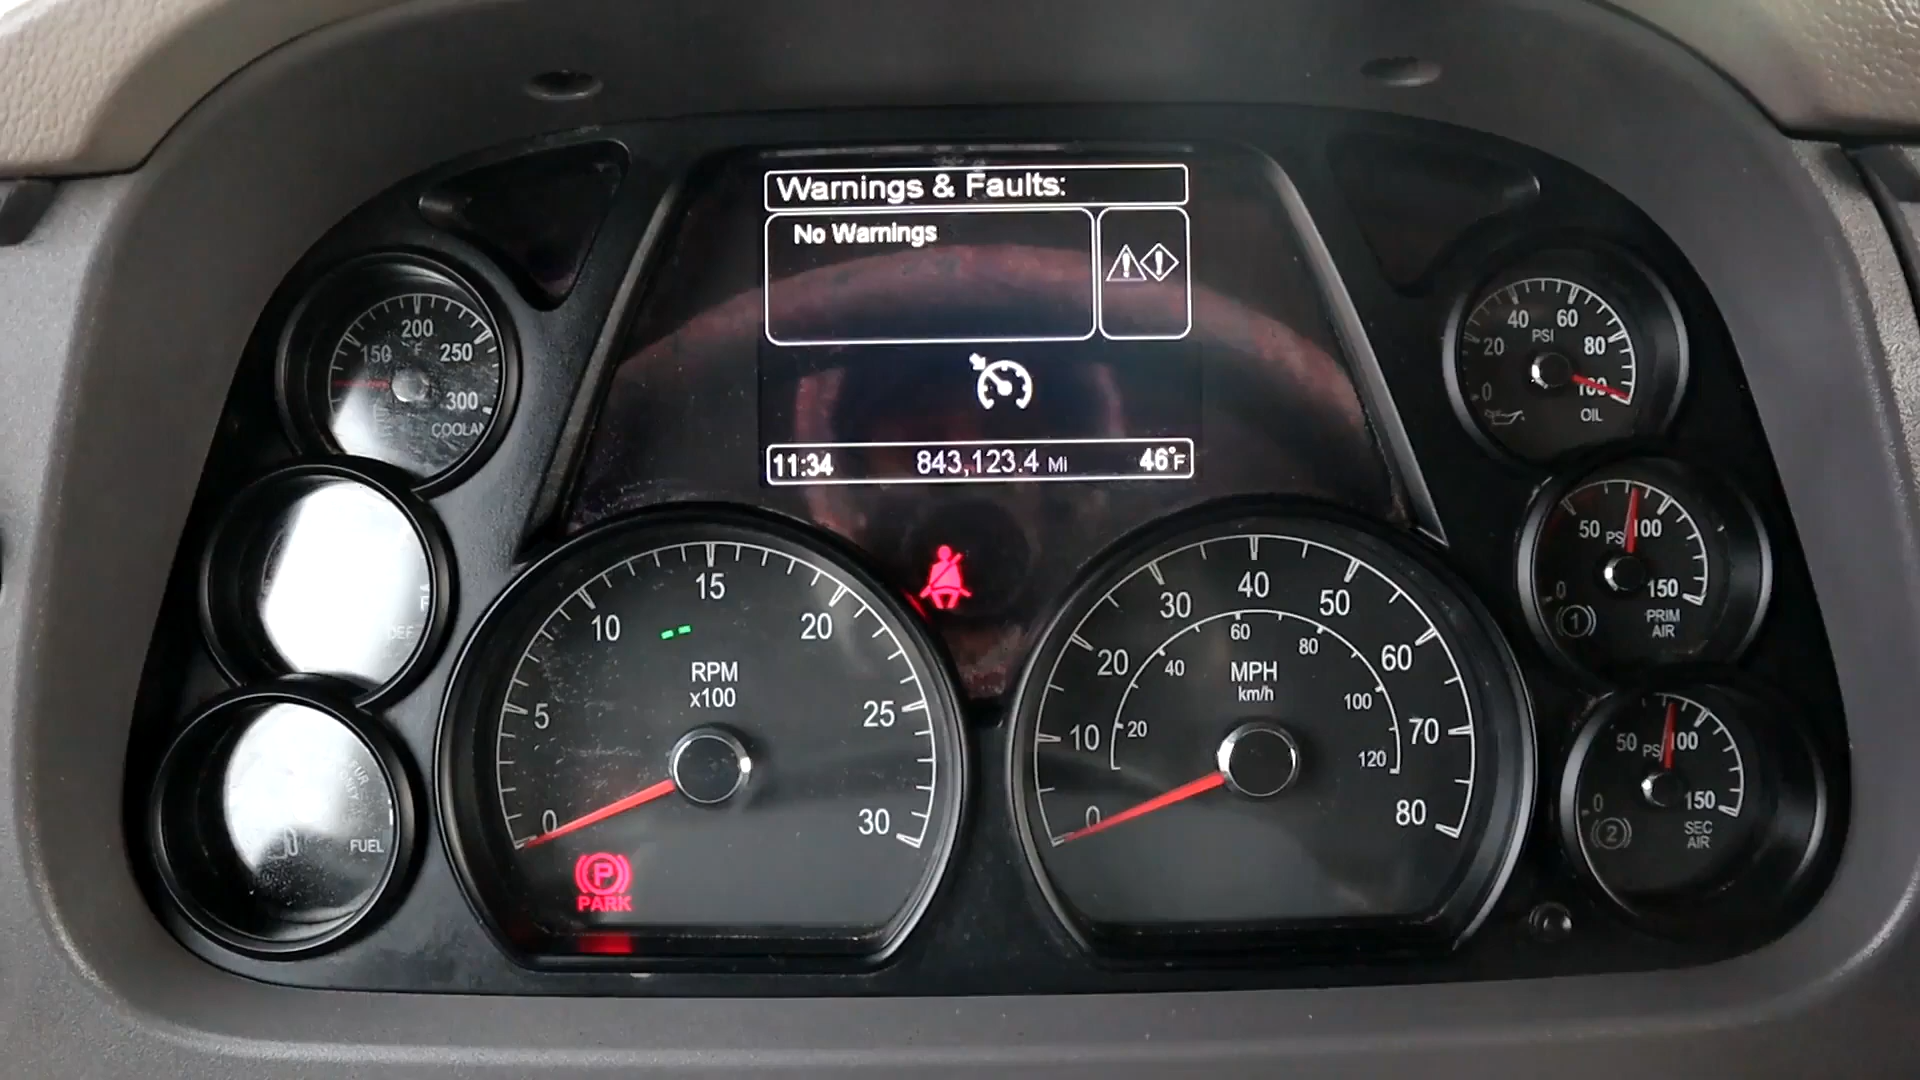 Warnings & Faults:
No Warnings
11:34 843,123.4 Mi 46°F
150 200 250 300
F
COOLAN
DEF
FUEL
0 5 10 15 20 25 30
RPM
x100
P
PARK
0 10 20 30 40 50 60 70 80
20 40 60 80 100 120
MPH
km/h
0 20 40 60 80 100
PSI
OIL
0 50 100 150
PS
1
PRIM
AIR
0 50 100 150
PS
2
SEC
AIR